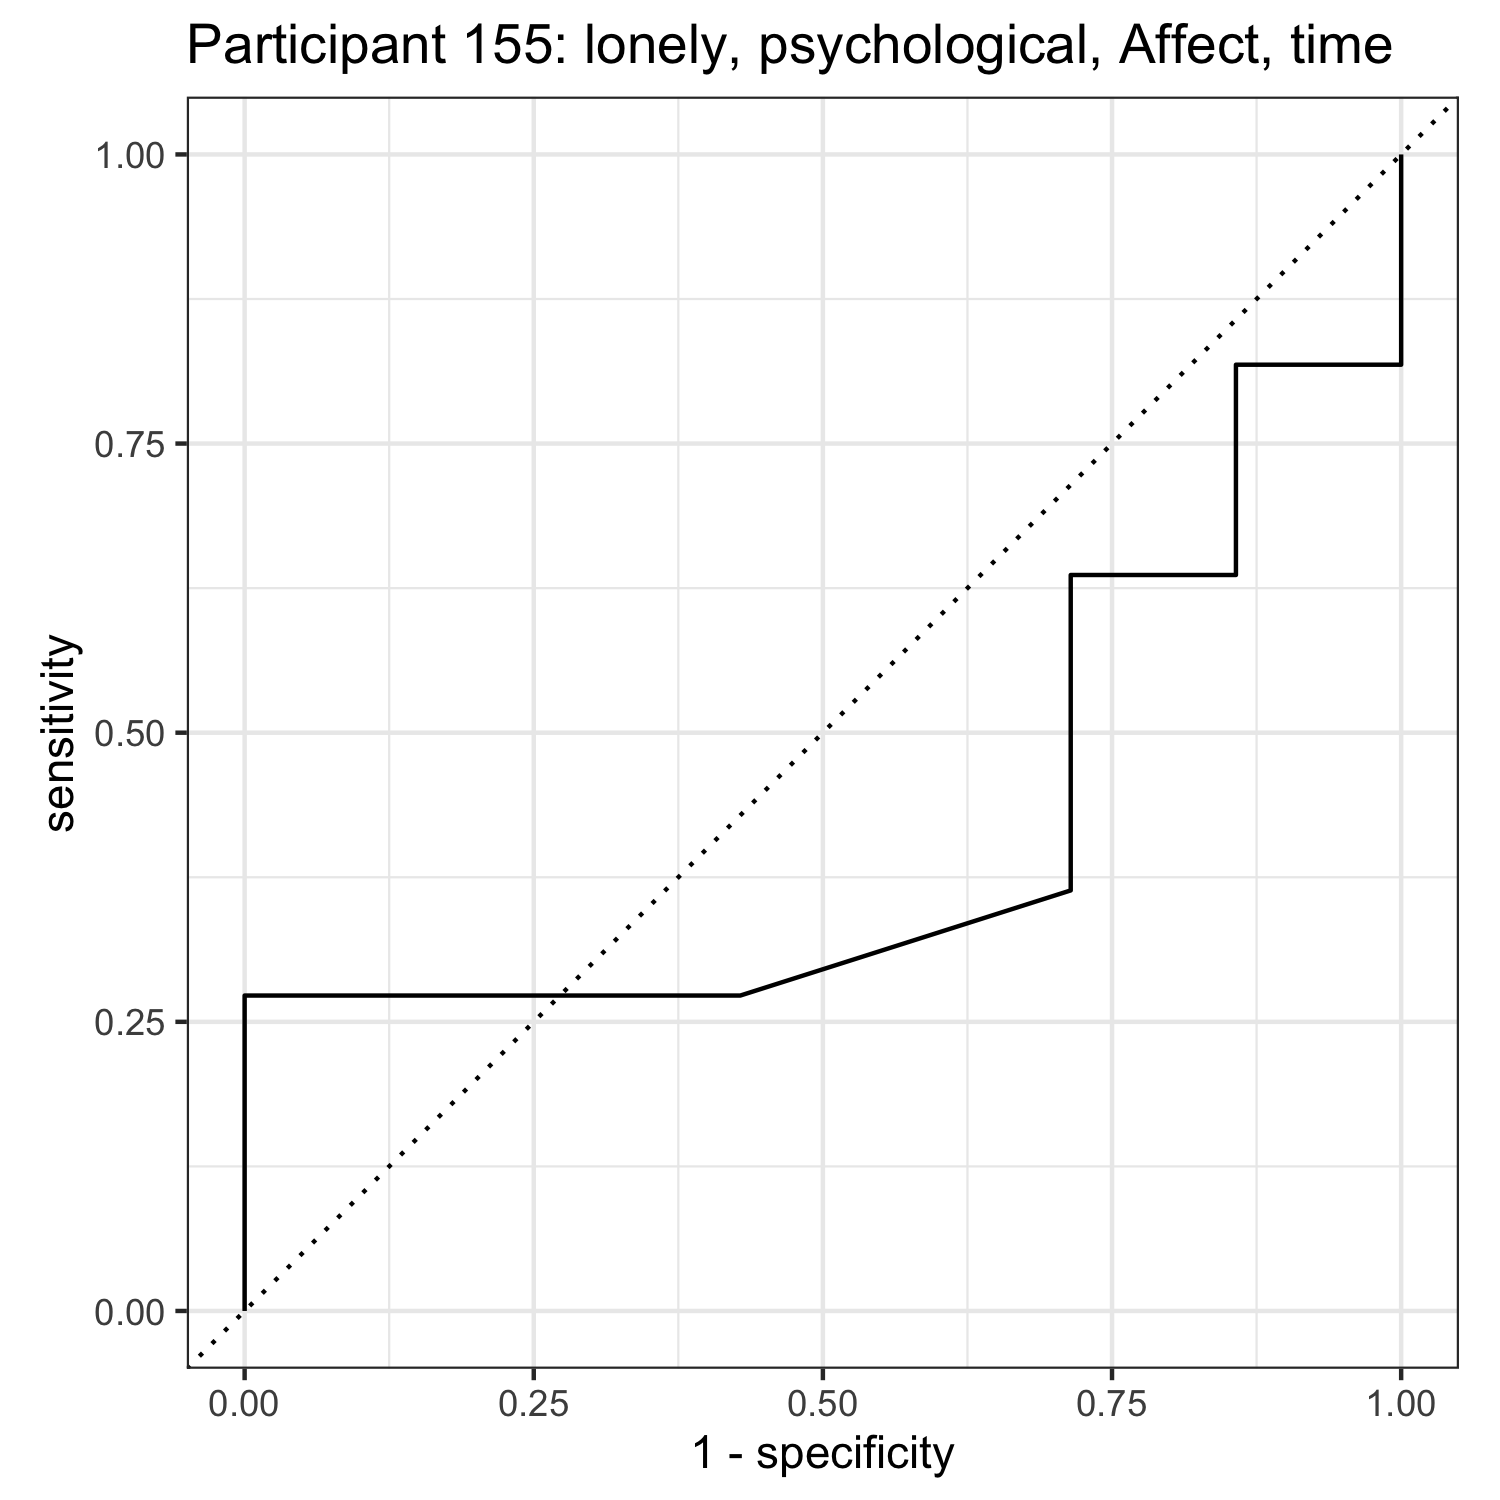 Participant 155: lonely, psychological, Affect, time
1.00
0.75
0.50
0.25
0.00
sensitivity
0.00 0.25 0.50 0.75 1.00
1 - specificity